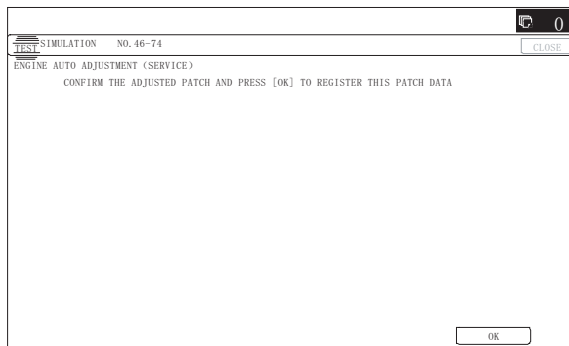 0
TEST SIMULATION NO.46-74
CLOSE
ENGINE AUTO ADJUSTMENT (SERVICE)
CONFIRM THE ADJUSTED PATCH AND PRESS [OK] TO REGISTER THIS PATCH DATA
OK